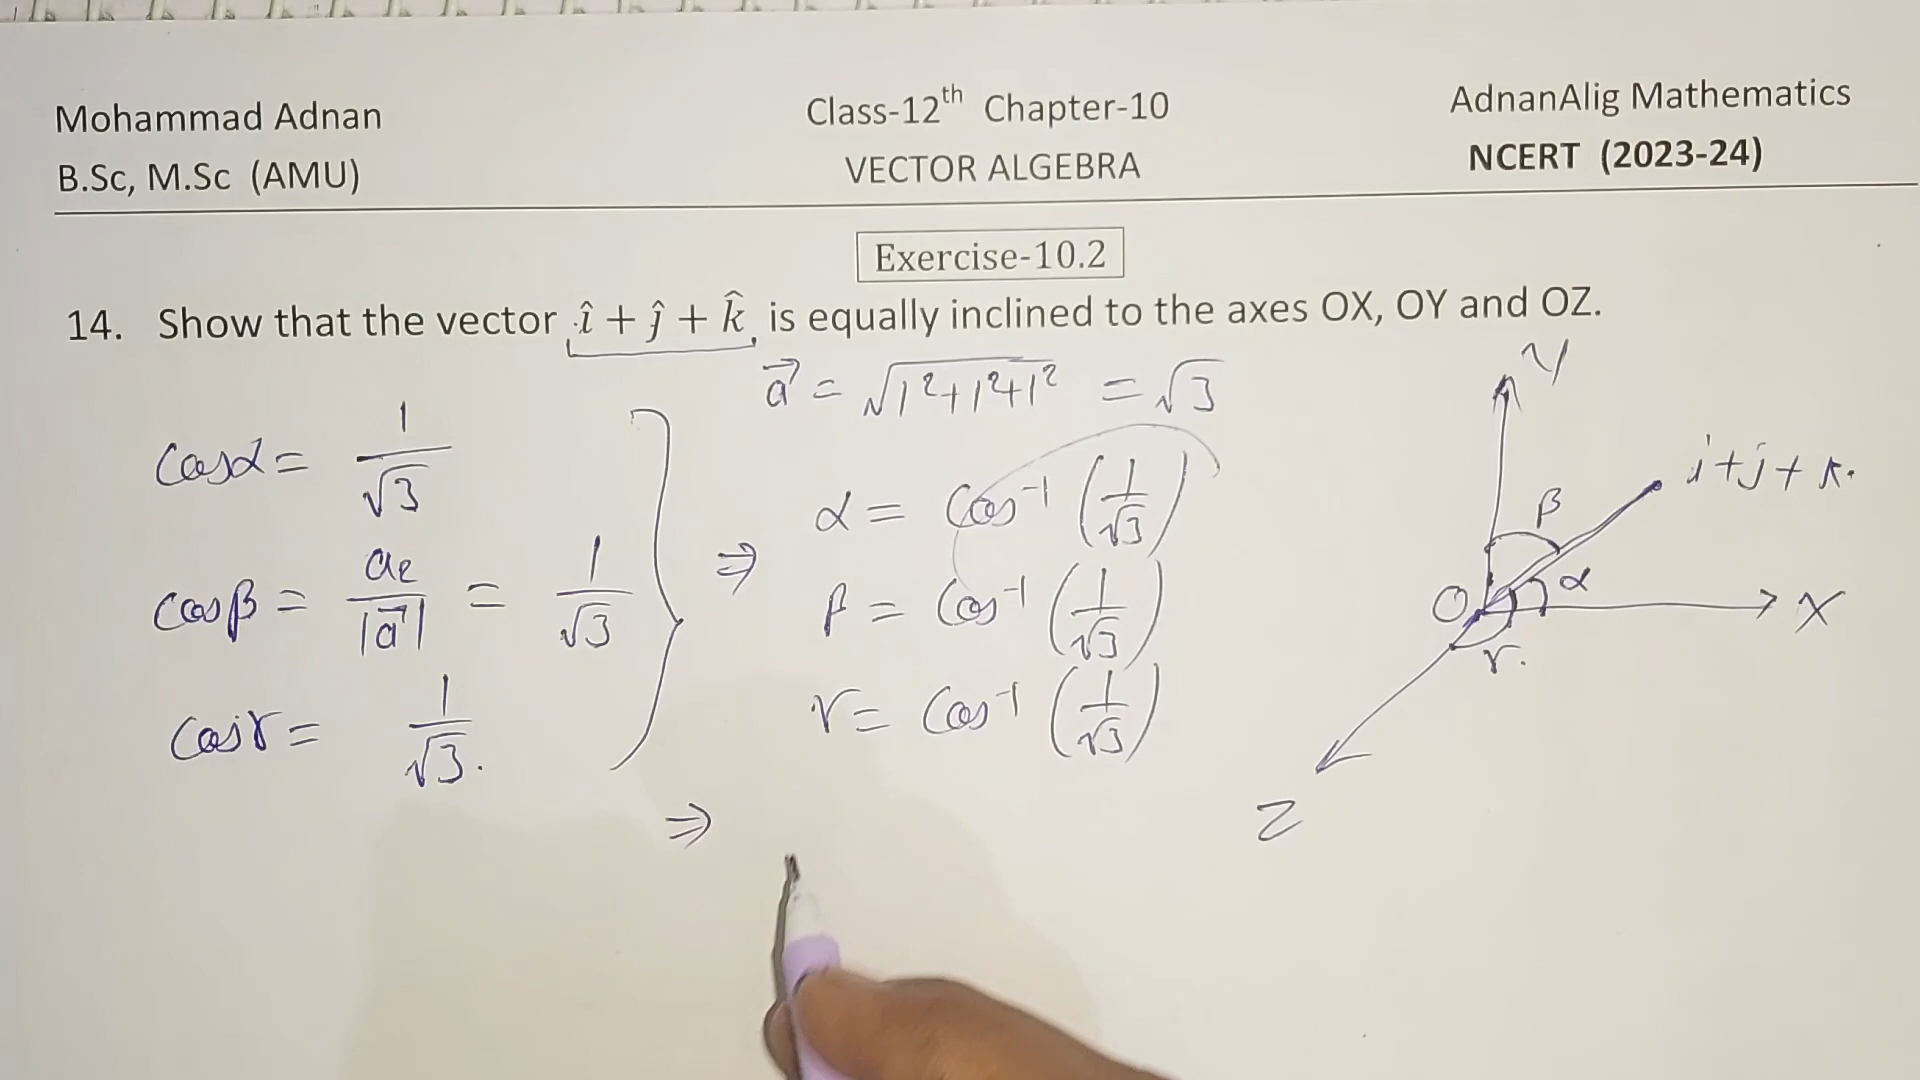 Mohammad Adnan
B.Sc, M.Sc (AMU)
Class-12th Chapter-10
VECTOR ALGEBRA
AdnanAlig Mathematics
NCERT (2023-24)
Exercise-10.2
14. Show that the vector î + ĵ + k̂ is equally inclined to the axes OX, OY and OZ.
a⃗ = √1²+1²+1² = √3
cosα = 1/√3
cosβ = a₂/|a⃗| = 1/√3
cosγ = 1/√3.
⇒ α = cos⁻¹ (1/√3)
β = cos⁻¹ (1/√3)
γ = cos⁻¹ (1/√3)
⇒
Y
i+j+k.
β
α
O
X
γ.
Z